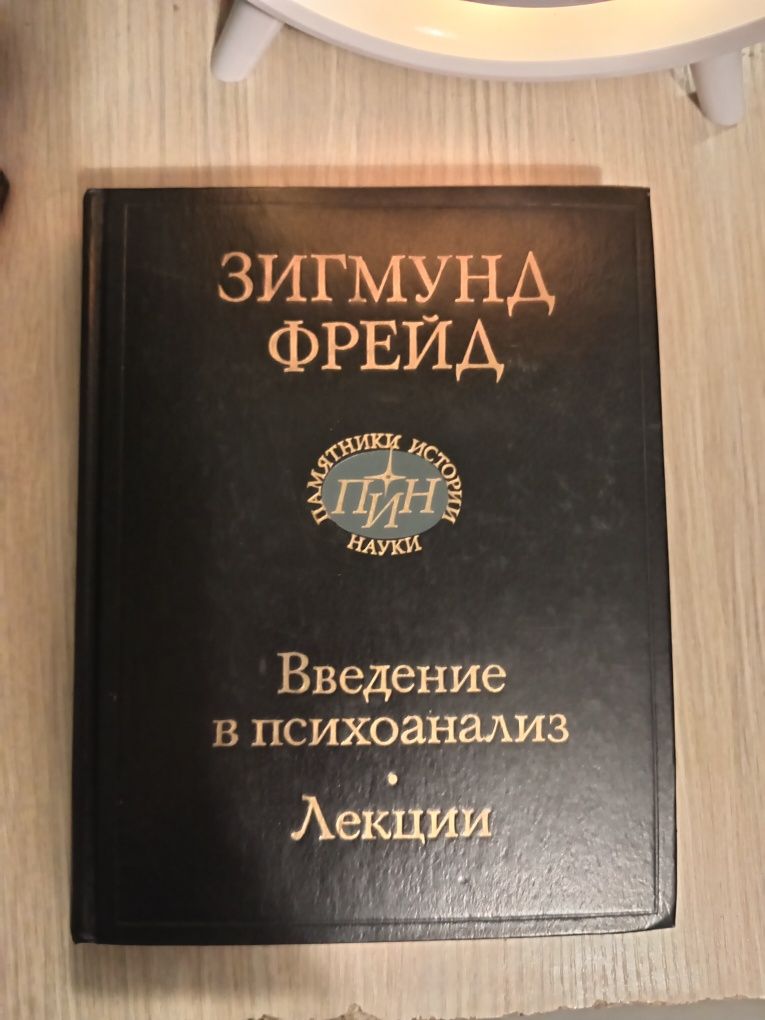 ЗИГМУНД
ФРЕЙД
ПАМЯТНИКИ ИСТОРИИ
ПИН
НАУКИ
Введение
в психоанализ
•
Лекции